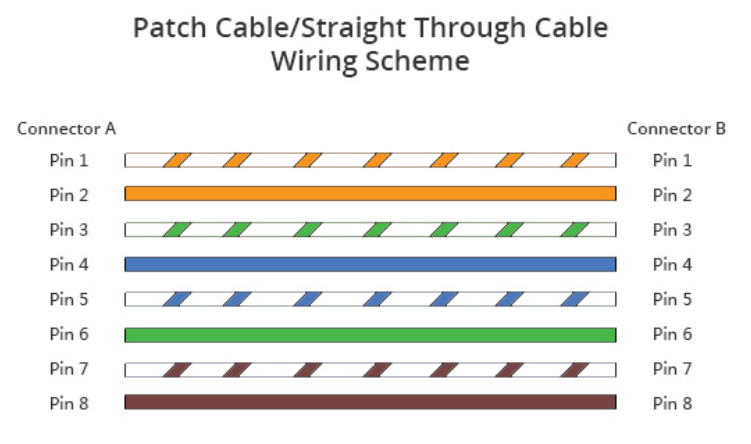 Patch Cable/Straight Through Cable
Wiring Scheme
Connector A Connector B
Pin 1 Pin 1
Pin 2 Pin 2
Pin 3 Pin 3
Pin 4 Pin 4
Pin 5 Pin 5
Pin 6 Pin 6
Pin 7 Pin 7
Pin 8 Pin 8